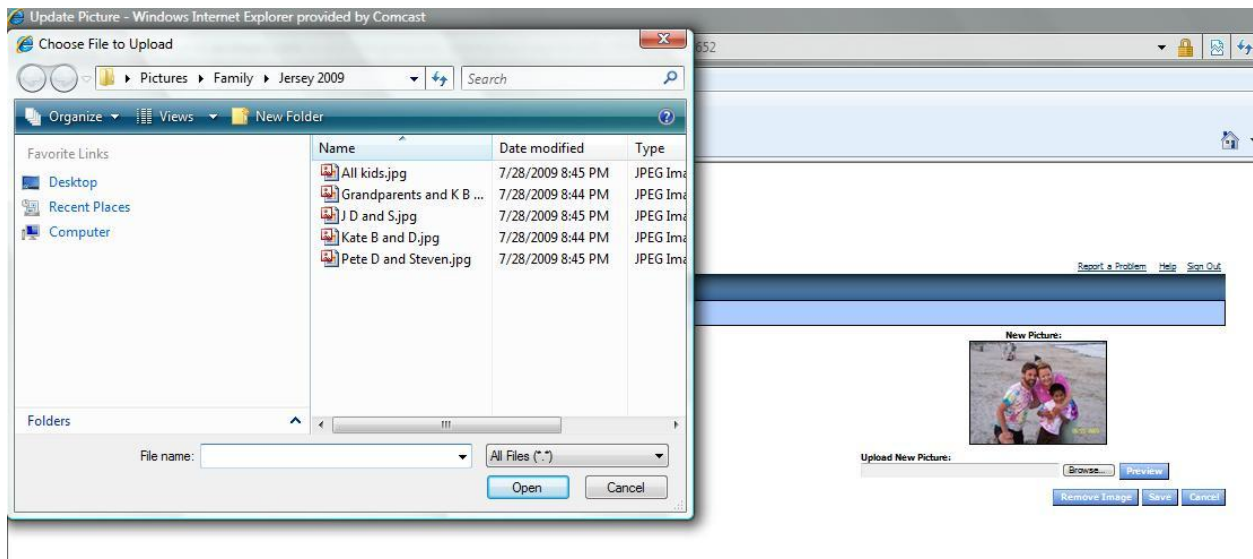 Update Picture - Windows Internet Explorer provided by Comcast
Choose File to Upload
652
Pictures Family Jersey 2009
Search
Organize Views New Folder
Favorite Links
Desktop
Recent Places
Computer
Name Date modified Type
All kids.jpg 7/28/2009 8:45 PM JPEG Ima
Grandparents and K B ... 7/28/2009 8:44 PM JPEG Ima
J D and S.jpg 7/28/2009 8:45 PM JPEG Ima
Kate B and D.jpg 7/28/2009 8:44 PM JPEG Ima
Pete D and Steven.jpg 7/28/2009 8:45 PM JPEG Ima
Folders
File name: All Files (*.*)
Open Cancel
Report a Problem Help Sign Out
New Picture:
Upload New Picture:
Browse... Preview
Remove Image Save Cancel